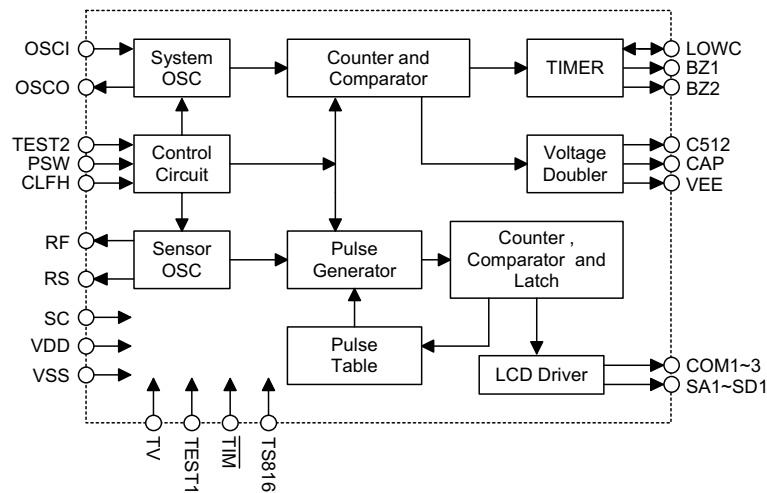 OSCI
OSCO
TEST2
PSW
CLFH
RF
RS
SC
VDD
VSS
System
OSC
Control
Circuit
Sensor
OSC
Counter and
Comparator
Pulse
Generator
Pulse
Table
Counter ,
Comparator and
Latch
LCD Driver
TIMER
Voltage
Doubler
LOWC
BZ1
BZ2
C512
CAP
VEE
COM1~3
SA1~SD1
TV
TEST1
TIM
TS816